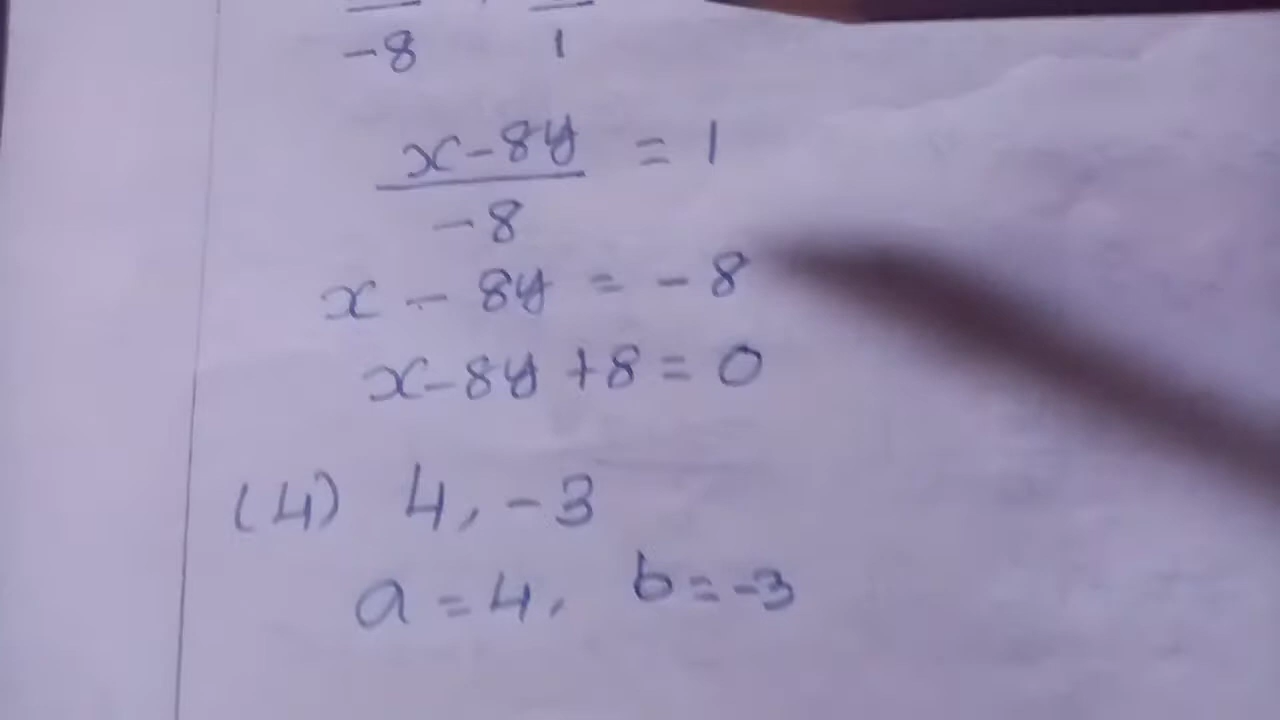 -8 1
x-8y = 1
-8
x - 8y = -8
x-8y+8=0
(4) 4, -3
a=4, b=-3